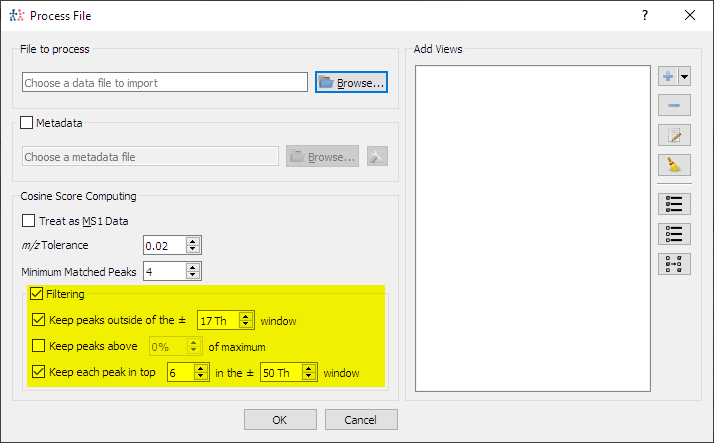 Process File
File to process
Choose a data file to import
Browse...
Metadata
Choose a metadata file
Browse...
Cosine Score Computing
Treat as MS1 Data
m/z Tolerance 0.02
Minimum Matched Peaks 4
Filtering
Keep peaks outside of the ± 17 Th window
Keep peaks above 0% of maximum
Keep each peak in top 6 in the ± 50 Th window
Add Views
OK Cancel